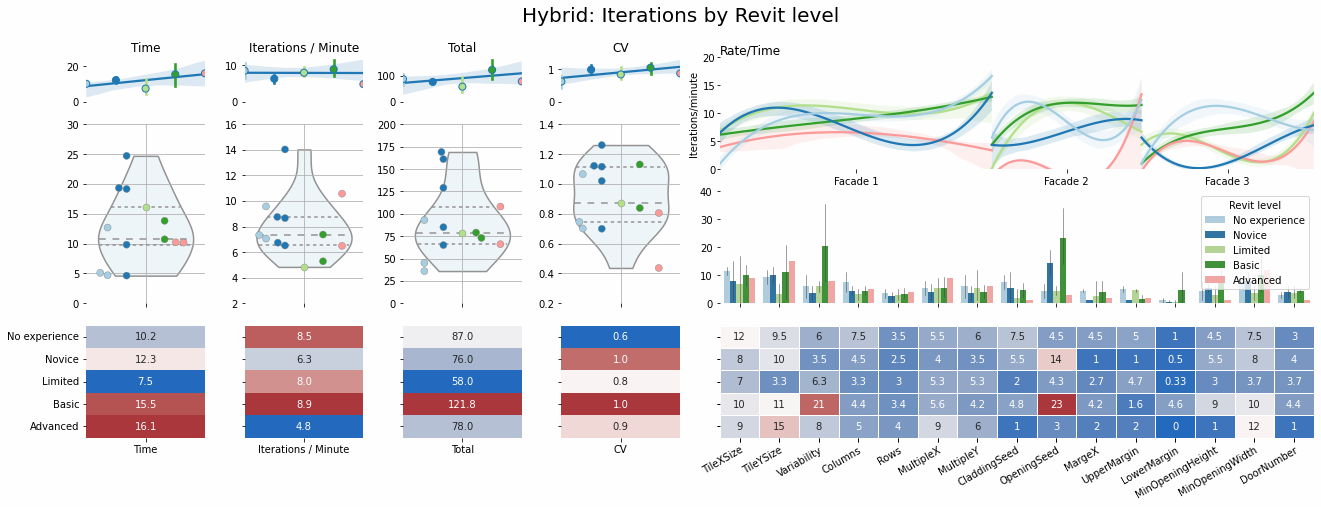 Hybrid: Iterations by Revit level
Time
Iterations / Minute
Total
CV
Rate/Time
20
0
10
0
100
0
1
0
20
15
10
5
0
Iterations/minute
Facade 1
Facade 2
Facade 3
30
25
20
15
10
5
0
16
14
12
10
8
6
4
2
200
175
150
125
100
75
50
25
0
1.4
1.2
1.0
0.8
0.6
0.4
0.2
40
30
20
10
0
Revit level
No experience
Novice
Limited
Basic
Advanced
No experience 10.2 8.5 87.0 0.6 12 9.5 6 7.5 3.5 5.5 6 7.5 4.5 4.5 5 1 4.5 7.5 3
Novice 12.3 6.3 76.0 1.0 8 10 3.5 4.5 2.5 4 3.5 5.5 14 1 1 0.5 5.5 8 4
Limited 7.5 8.0 58.0 0.8 7 3.3 6.3 3.3 3 5.3 5.3 2 4.3 2.7 4.7 0.33 3 3.7 3.7
Basic 15.5 8.9 121.8 1.0 10 11 21 4.4 3.4 5.6 4.2 4.8 23 4.2 1.6 4.6 9 10 4.4
Advanced 16.1 4.8 78.0 0.9 9 15 8 5 4 9 6 1 3 2 2 0 1 12 1
Time
Iterations / Minute
Total
CV
TileXSize
TileYSize
Variability
Columns
Rows
MultipleX
MultipleY
CladdingSeed
OpeningSeed
MargeX
UpperMargin
LowerMargin
MinOpeningHeight
MinOpeningWidth
DoorNumber